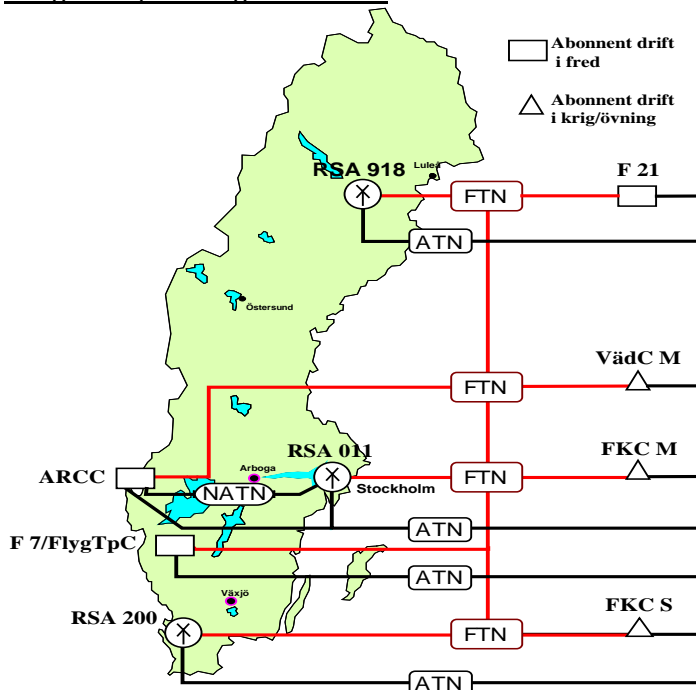 Abonnent drift
i fred
Abonnent drift
i krig/övning
RSA 918
Luleå
F 21
FTN
ATN
Östersund
VädC M
FTN
RSA 011
FKC M
ARCC
Arboga
NATN
FTN
Stockholm
ATN
F 7/FlygTpC
ATN
Växjö
RSA 200
FKC S
FTN
ATN